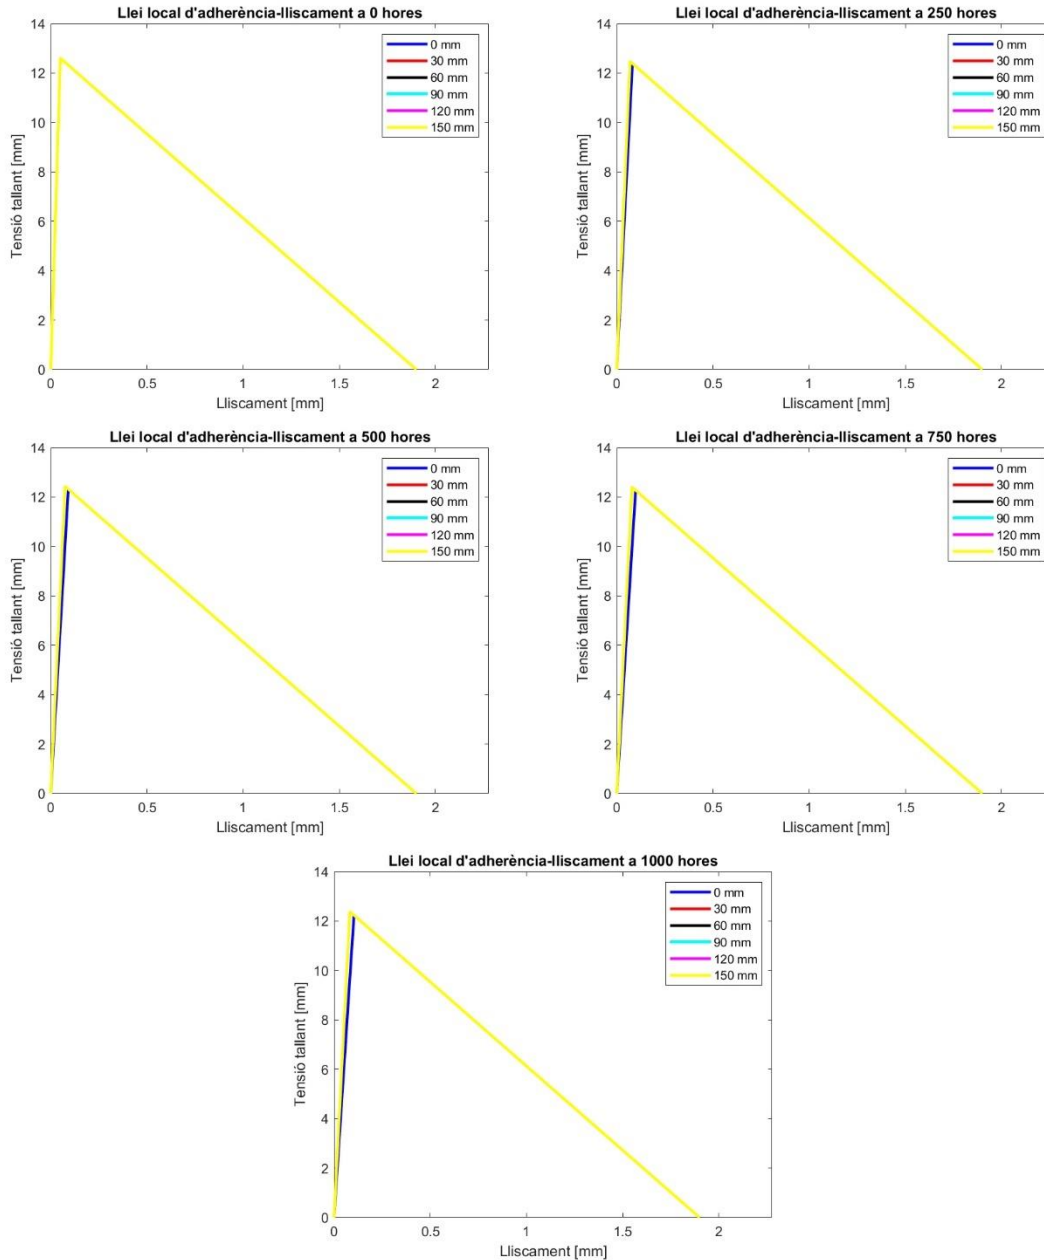 Llei local d'adherència-lliscament a 0 hores
14
12
10
8
6
4
2
0
Tensió tallant [mm]
0 0.5 1 1.5 2
Lliscament [mm]
0 mm
30 mm
60 mm
90 mm
120 mm
150 mm
Llei local d'adherència-lliscament a 250 hores
14
12
10
8
6
4
2
0
Tensió tallant [mm]
0 0.5 1 1.5 2
Lliscament [mm]
0 mm
30 mm
60 mm
90 mm
120 mm
150 mm
Llei local d'adherència-lliscament a 500 hores
14
12
10
8
6
4
2
0
Tensió tallant [mm]
0 0.5 1 1.5 2
Lliscament [mm]
0 mm
30 mm
60 mm
90 mm
120 mm
150 mm
Llei local d'adherència-lliscament a 750 hores
14
12
10
8
6
4
2
0
Tensió tallant [mm]
0 0.5 1 1.5 2
Lliscament [mm]
0 mm
30 mm
60 mm
90 mm
120 mm
150 mm
Llei local d'adherència-lliscament a 1000 hores
14
12
10
8
6
4
2
0
Tensió tallant [mm]
0 0.5 1 1.5 2
Lliscament [mm]
0 mm
30 mm
60 mm
90 mm
120 mm
150 mm